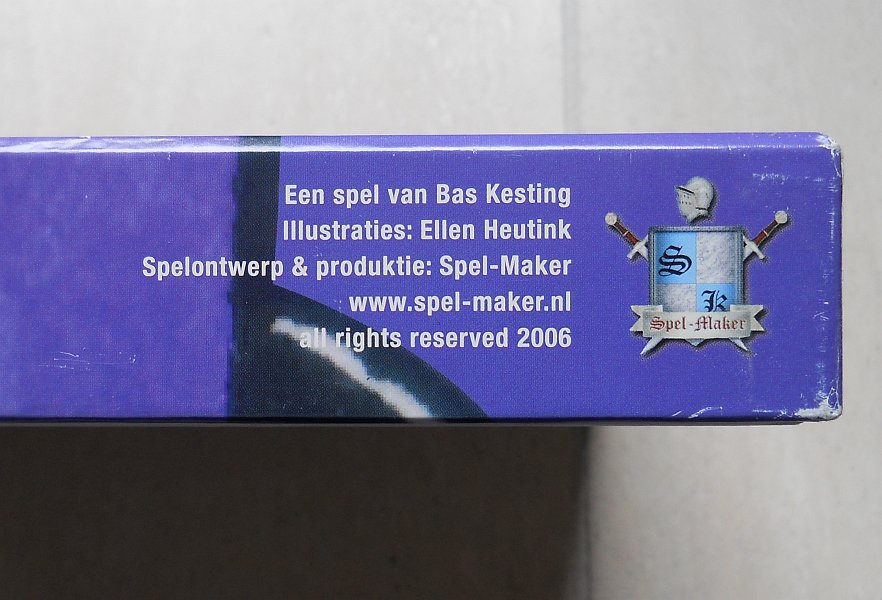 Een spel van Bas Kesting
Illustraties: Ellen Heutink
Spelontwerp & produktie: Spel-Maker
www.spel-maker.nl
all rights reserved 2006
S
k
Spel-Maker